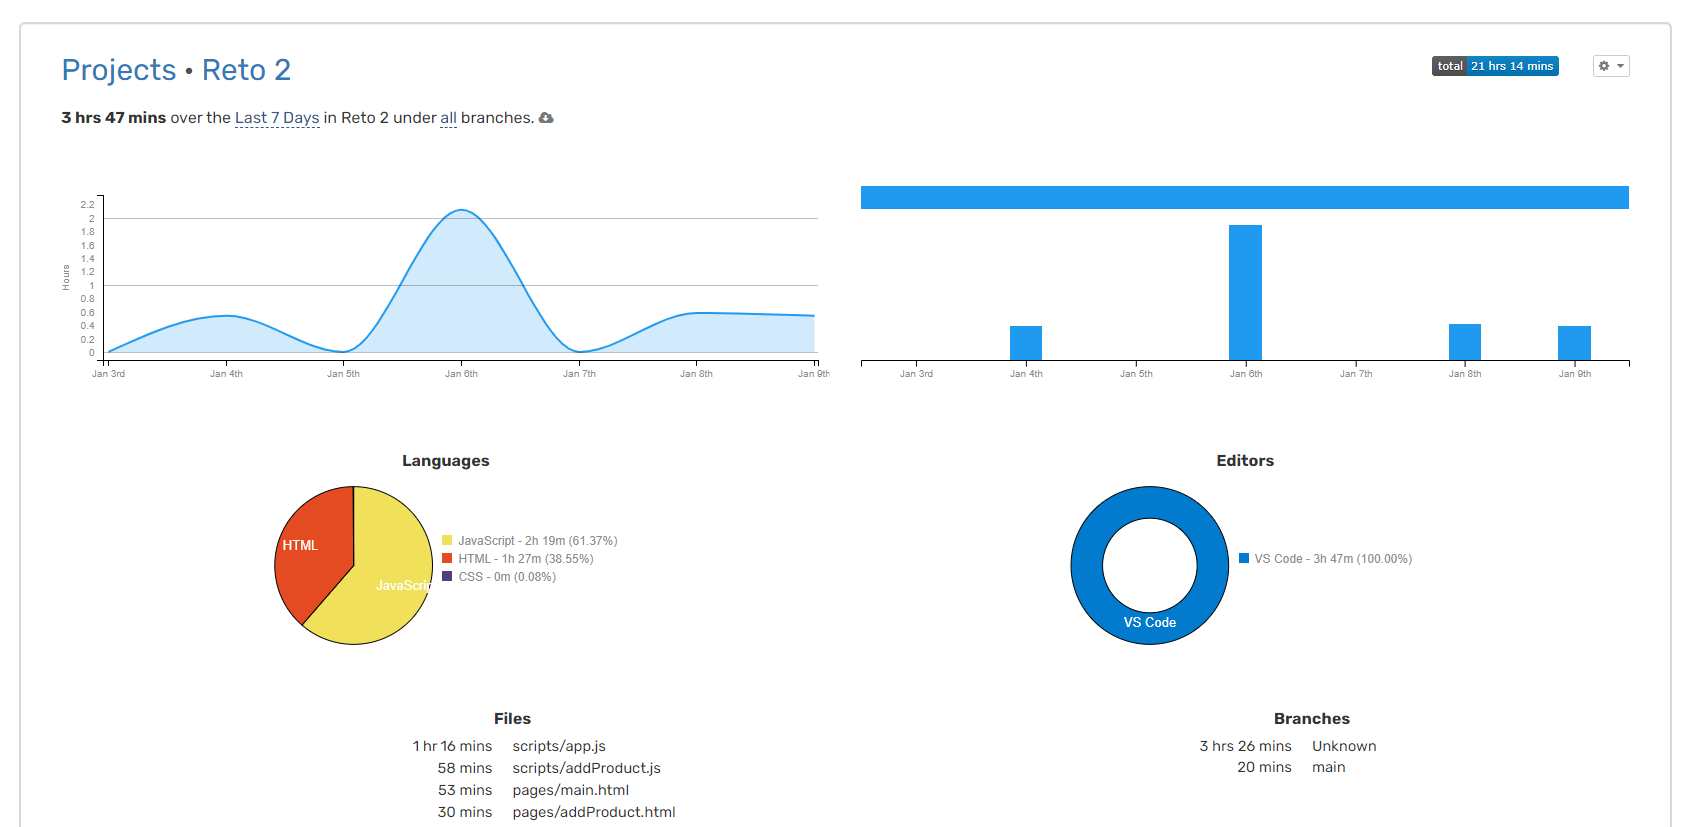 Projects • Reto 2
total 21 hrs 14 mins
3 hrs 47 mins over the Last 7 Days in Reto 2 under all branches.
Hours
2.2
2
1.8
1.6
1.4
1.2
1
0.8
0.6
0.4
0.2
0
Jan 3rd Jan 4th Jan 5th Jan 6th Jan 7th Jan 8th Jan 9th
Jan 3rd Jan 4th Jan 5th Jan 6th Jan 7th Jan 8th Jan 9th
Languages
HTML
JavaScrip
JavaScript - 2h 19m (61.37%)
HTML - 1h 27m (38.55%)
CSS - 0m (0.08%)
Editors
VS Code
VS Code - 3h 47m (100.00%)
Files
1 hr 16 mins scripts/app.js
58 mins scripts/addProduct.js
53 mins pages/main.html
30 mins pages/addProduct.html
Branches
3 hrs 26 mins Unknown
20 mins main